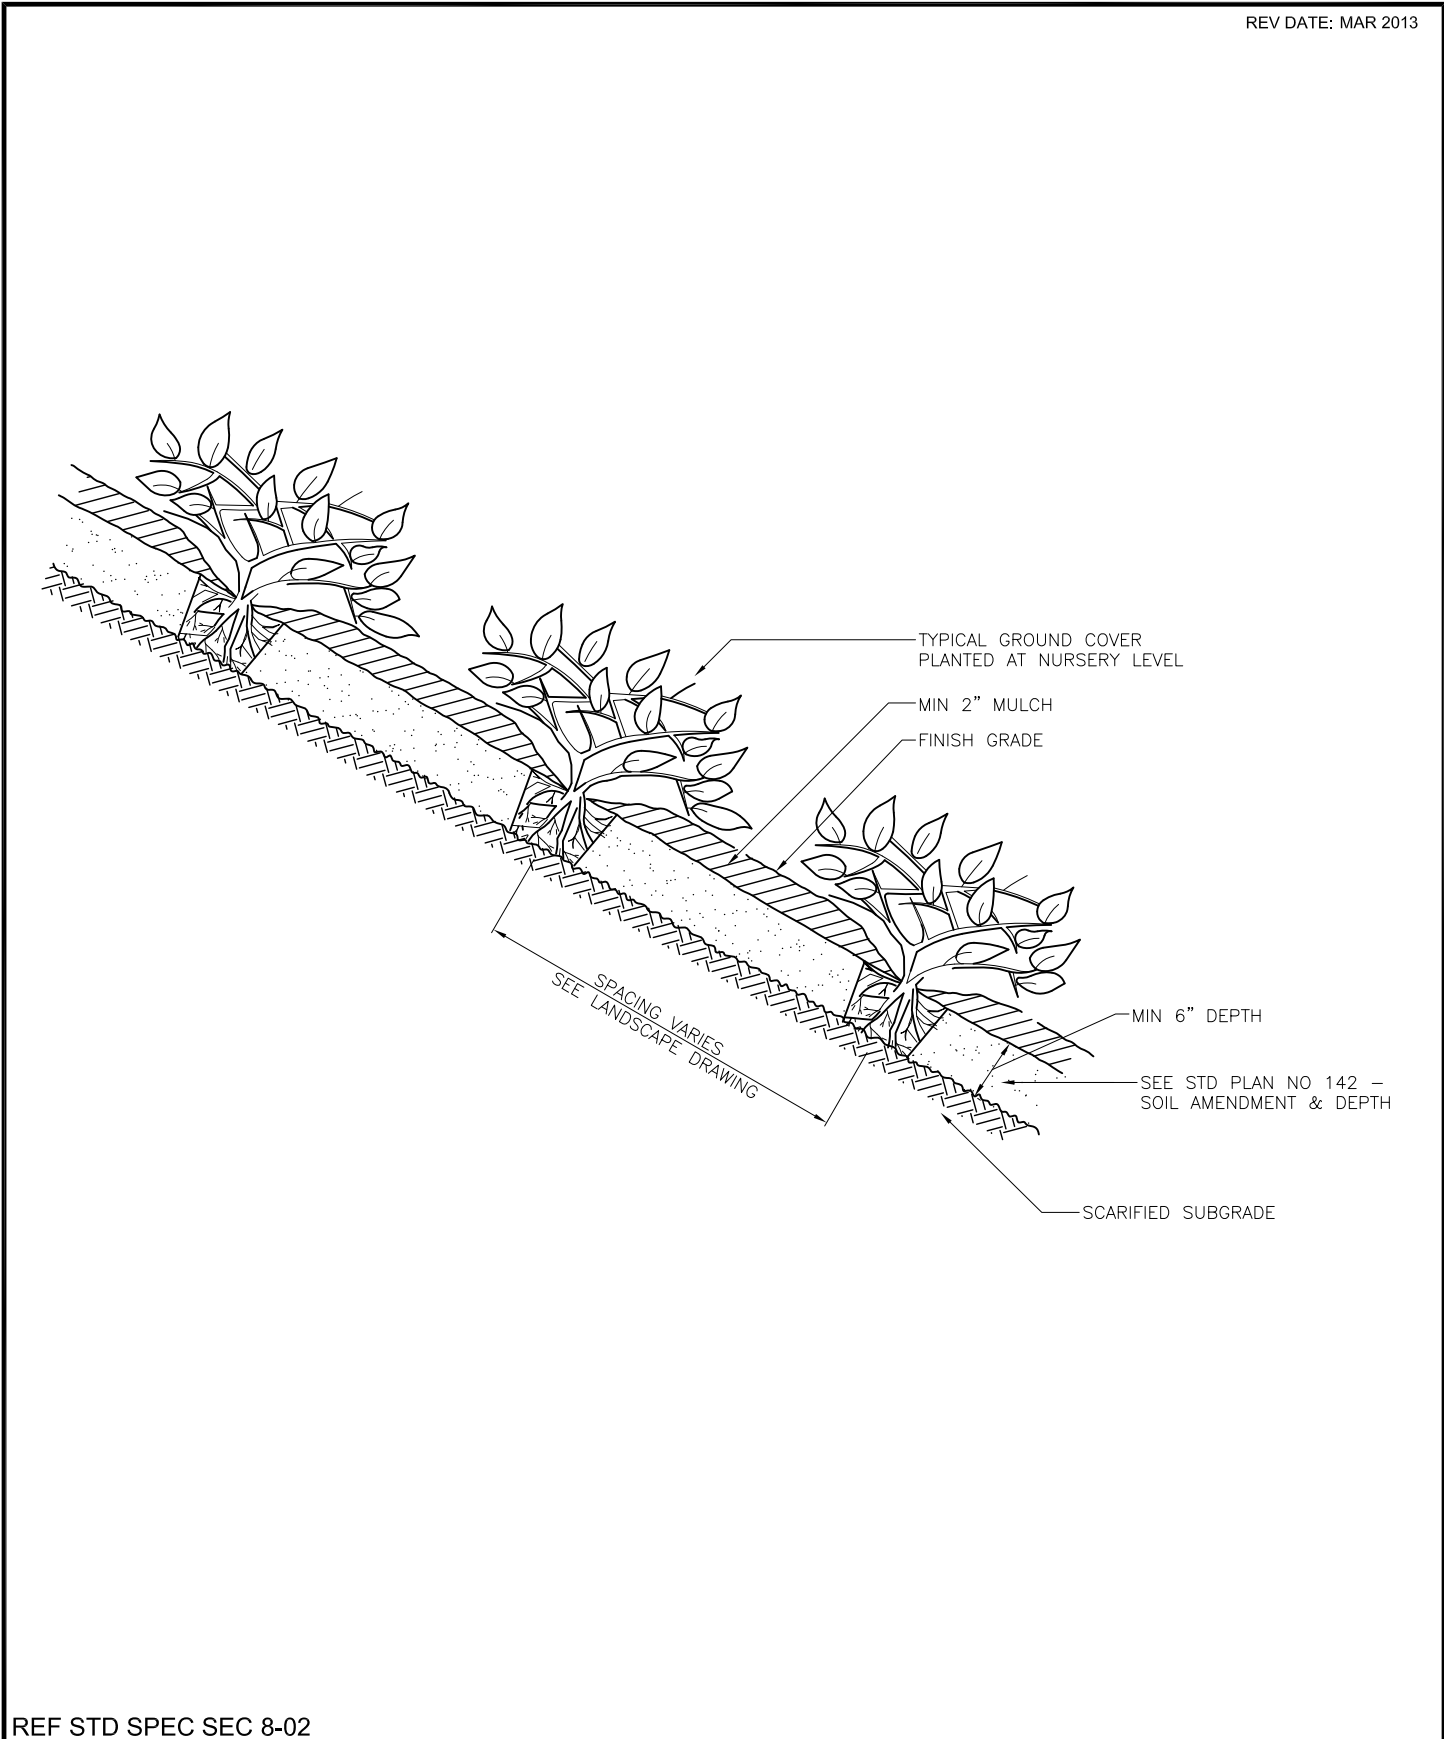 REV DATE: MAR 2013
TYPICAL GROUND COVER
PLANTED AT NURSERY LEVEL
MIN 2” MULCH
FINISH GRADE
SPACING VARIES
SEE LANDSCAPE DRAWING
MIN 6” DEPTH
SEE STD PLAN NO 142 –
SOIL AMENDMENT & DEPTH
SCARIFIED SUBGRADE
REF STD SPEC SEC 8-02